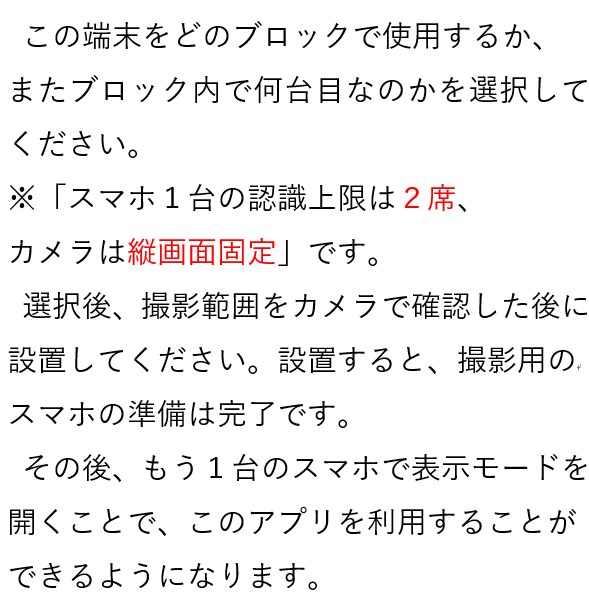 この端末をどのブロックで使用するか、
またブロック内で何台目なのかを選択して
ください。
※「スマホ１台の認識上限は２席、
カメラは縦画面固定」です。
選択後、撮影範囲をカメラで確認した後に
設置してください。設置すると、撮影用の
スマホの準備は完了です。
その後、もう１台のスマホで表示モードを
開くことで、このアプリを利用することが
できるようになります。